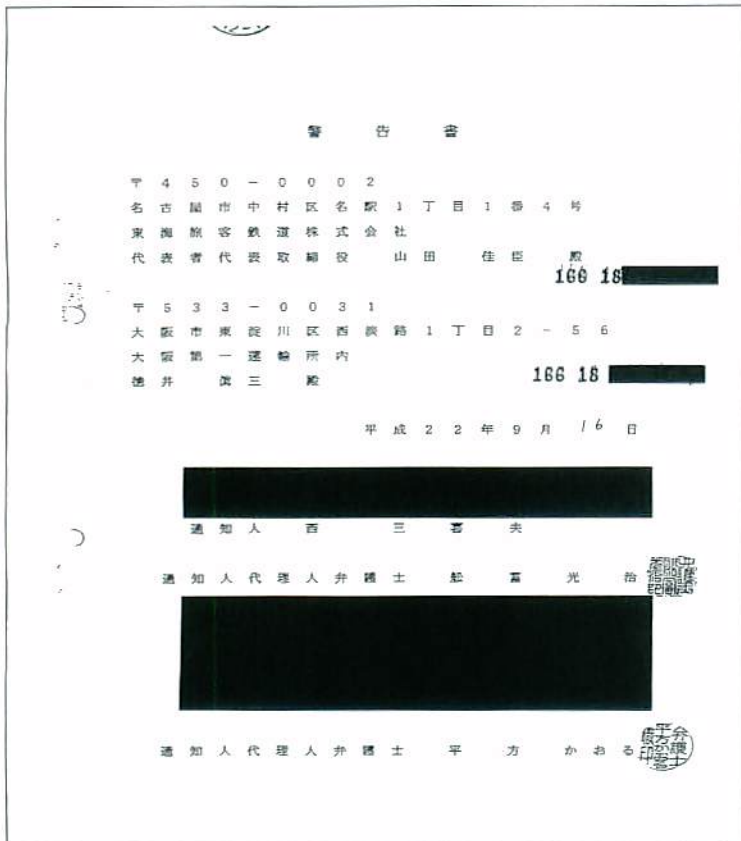 警告書
〒450-0002
名古屋市中村区名駅1丁目1番4号
東海旅客鉄道株式会社
代表者代表取締役 山田 佳臣 殿
166 18
〒533-0031
大阪市東淀川区西淡路1丁目2-56
大阪第一運輸所内
徳井 眞三 殿
166 18
平成22年9月16日
通知人 西 三喜夫
通知人代理人弁護士 舩冨光治
通知人代理人弁護士 平方かおる